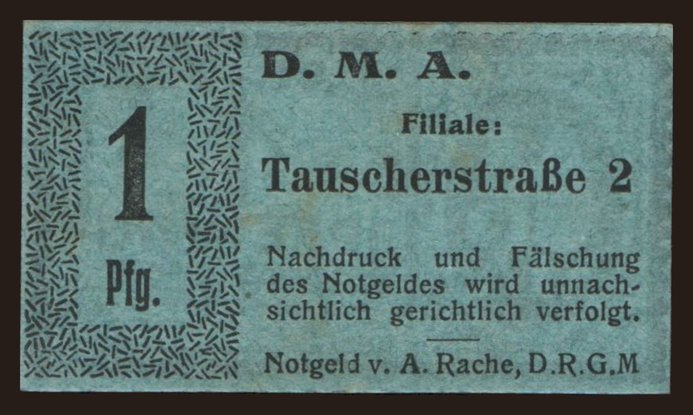 1
Pfg.
D. M. A.
Filiale:
Tauscherstraße 2
Nachdruck und Fälschung
des Notgeldes wird unnach-
sichtlich gerichtlich verfolgt.
Notgeld v. A. Rache, D.R.G.M